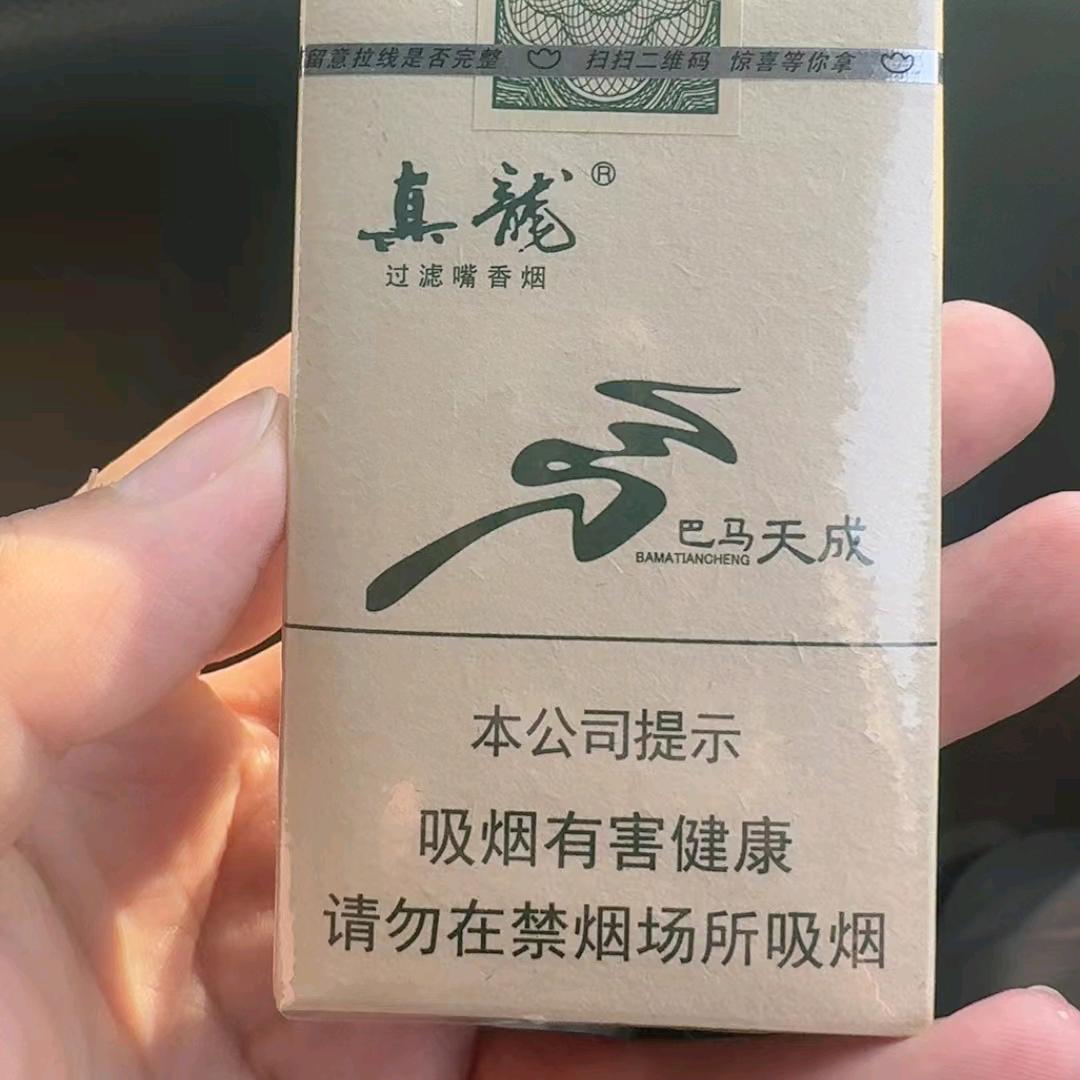 留意拉线是否完整 扫扫二维码 惊喜等你拿
真龍®
过滤嘴香烟
巴马天成
BAMATIANCHENG
本公司提示
吸烟有害健康
请勿在禁烟场所吸烟